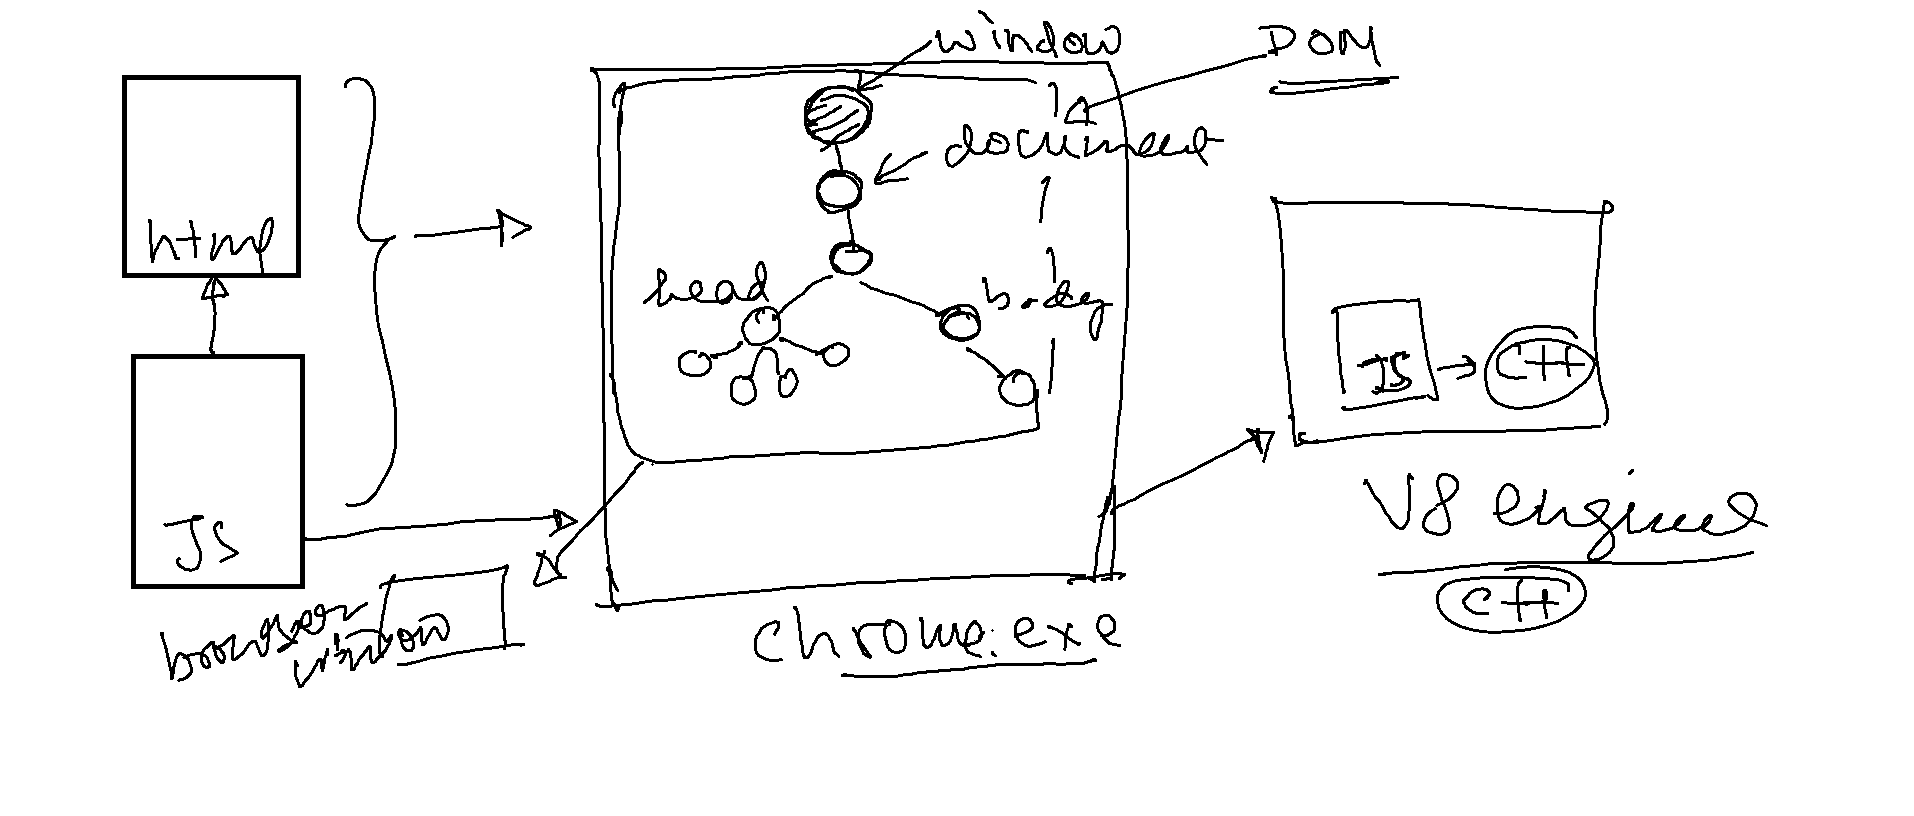 window
DOM
document
html
head
body
JS
C++
JS
V8 engine
C++
browser
window
chrome.exe